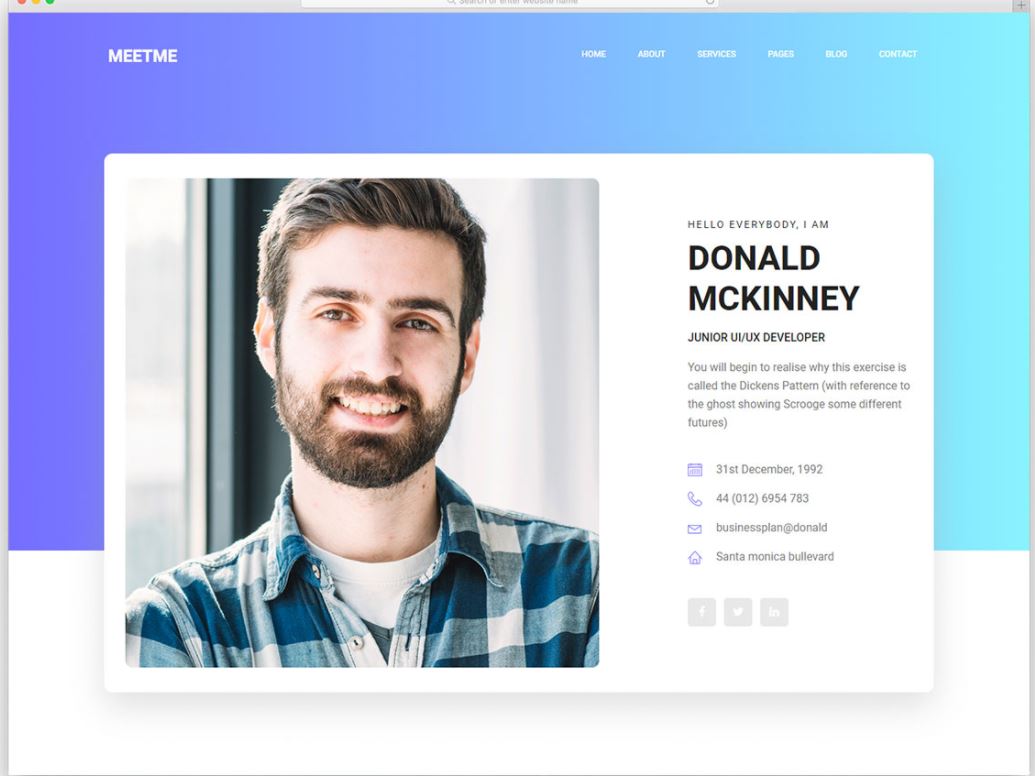 Search or enter website name
MEETME
HOME ABOUT SERVICES PAGES BLOG CONTACT
HELLO EVERYBODY, I AM
DONALD
MCKINNEY
JUNIOR UI/UX DEVELOPER
You will begin to realise why this exercise is
called the Dickens Pattern (with reference to
the ghost showing Scrooge some different
futures)
31st December, 1992
44 (012) 6954 783
businessplan@donald
Santa monica bullevard